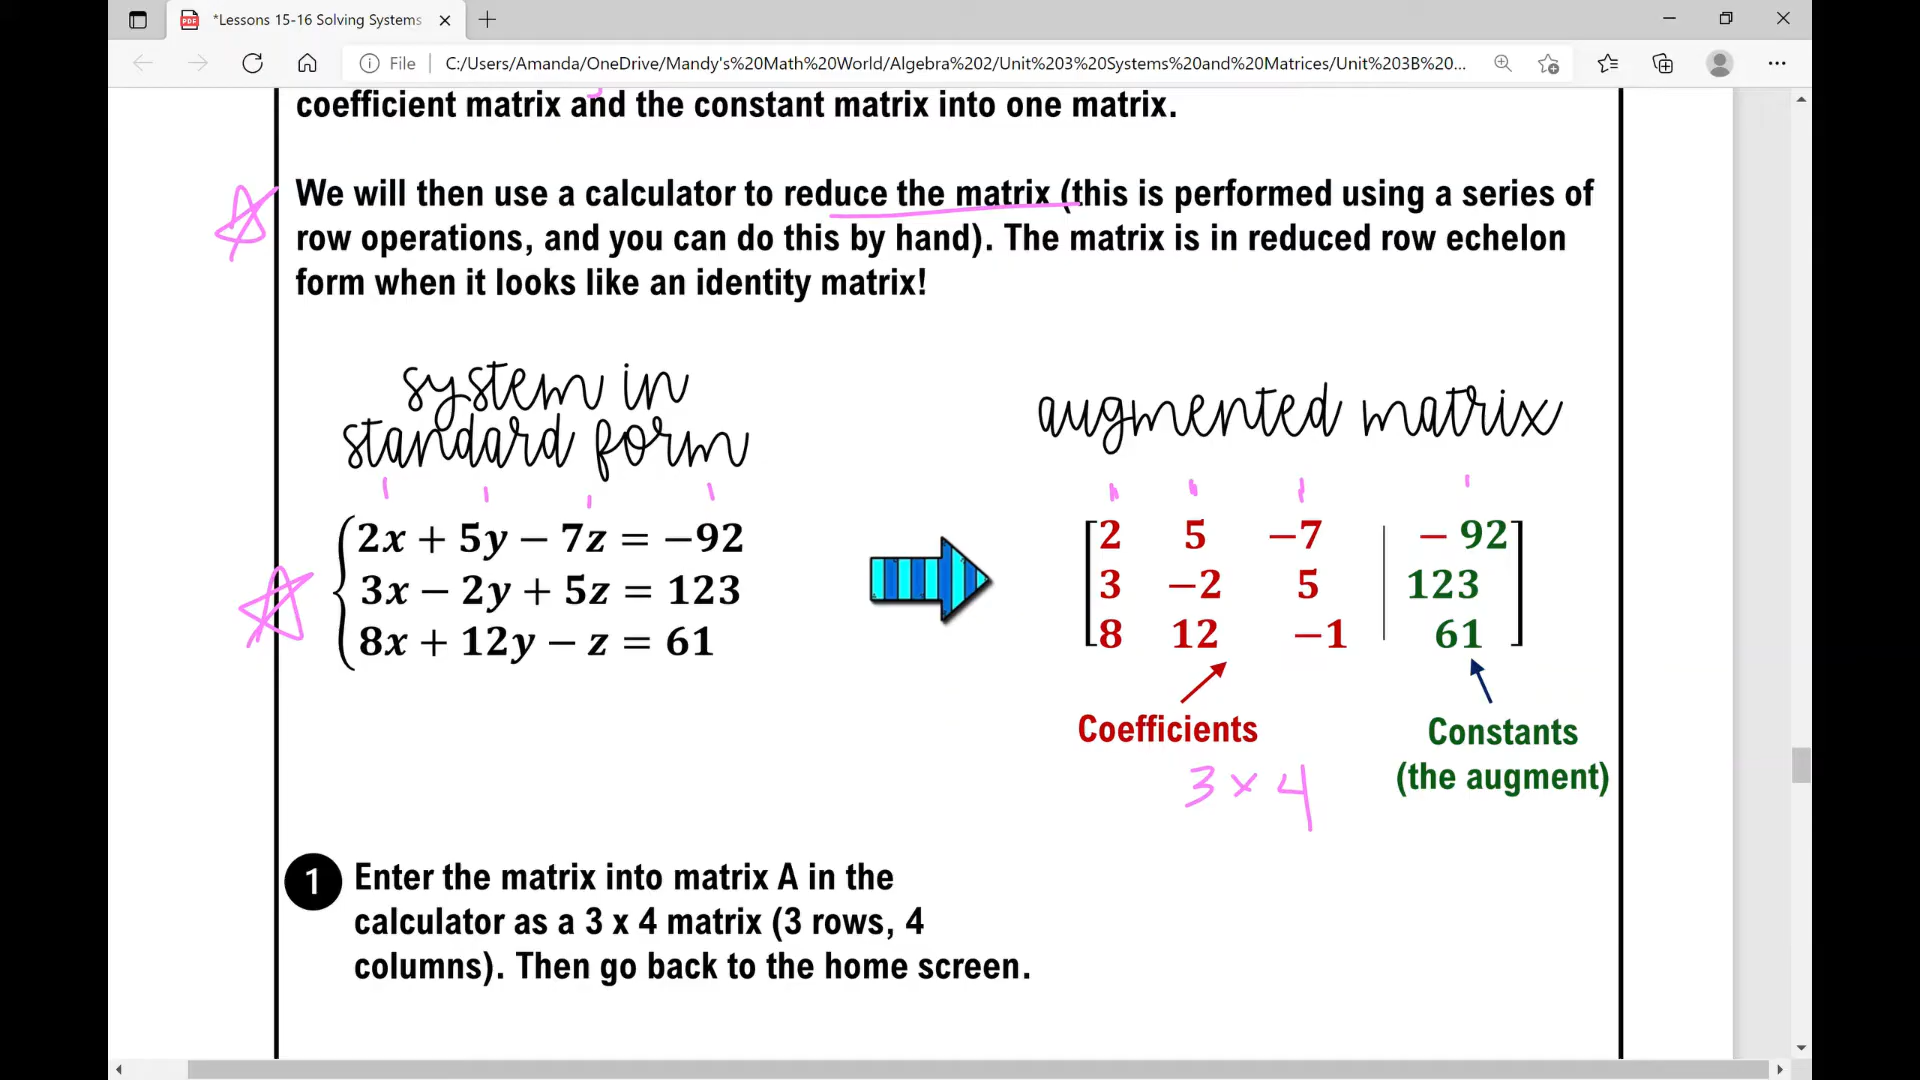 *Lessons 15-16 Solving Systems
File
C:/Users/Amanda/OneDrive/Mandy's%20Math%20World/Algebra%202/Unit%203%20Systems%20and%20Matrices/Unit%203B%20...
coefficient matrix and the constant matrix into one matrix.
We will then use a calculator to reduce the matrix (this is performed using a series of
row operations, and you can do this by hand). The matrix is in reduced row echelon
form when it looks like an identity matrix!
system in
standard form
2x + 5y − 7z = −92
3x − 2y + 5z = 123
8x + 12y − z = 61
augmented matrix
2 5 −7 | − 92
3 −2 5 | 123
8 12 −1 | 61
Coefficients
Constants
(the augment)
3 × 4
1 Enter the matrix into matrix A in the
calculator as a 3 x 4 matrix (3 rows, 4
columns). Then go back to the home screen.